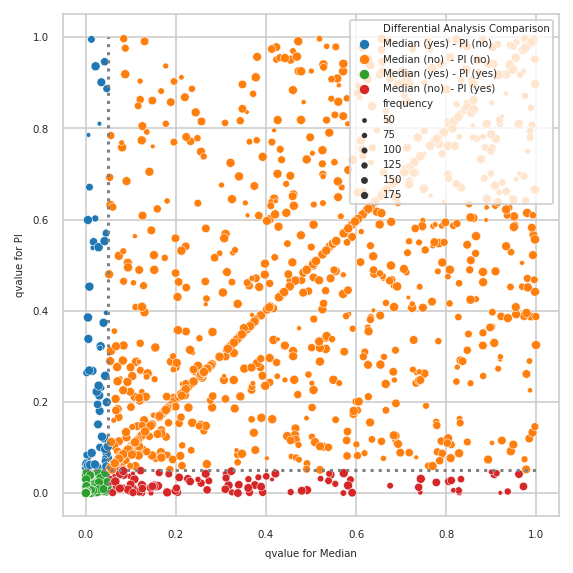 Differential Analysis Comparison
Median (yes) - PI (no)
Median (no) - PI (no)
Median (yes) - PI (yes)
Median (no) - PI (yes)
frequency
50
75
100
125
150
175
1.0
0.8
0.6
0.4
0.2
0.0
qvalue for PI
0.0 0.2 0.4 0.6 0.8 1.0
qvalue for Median